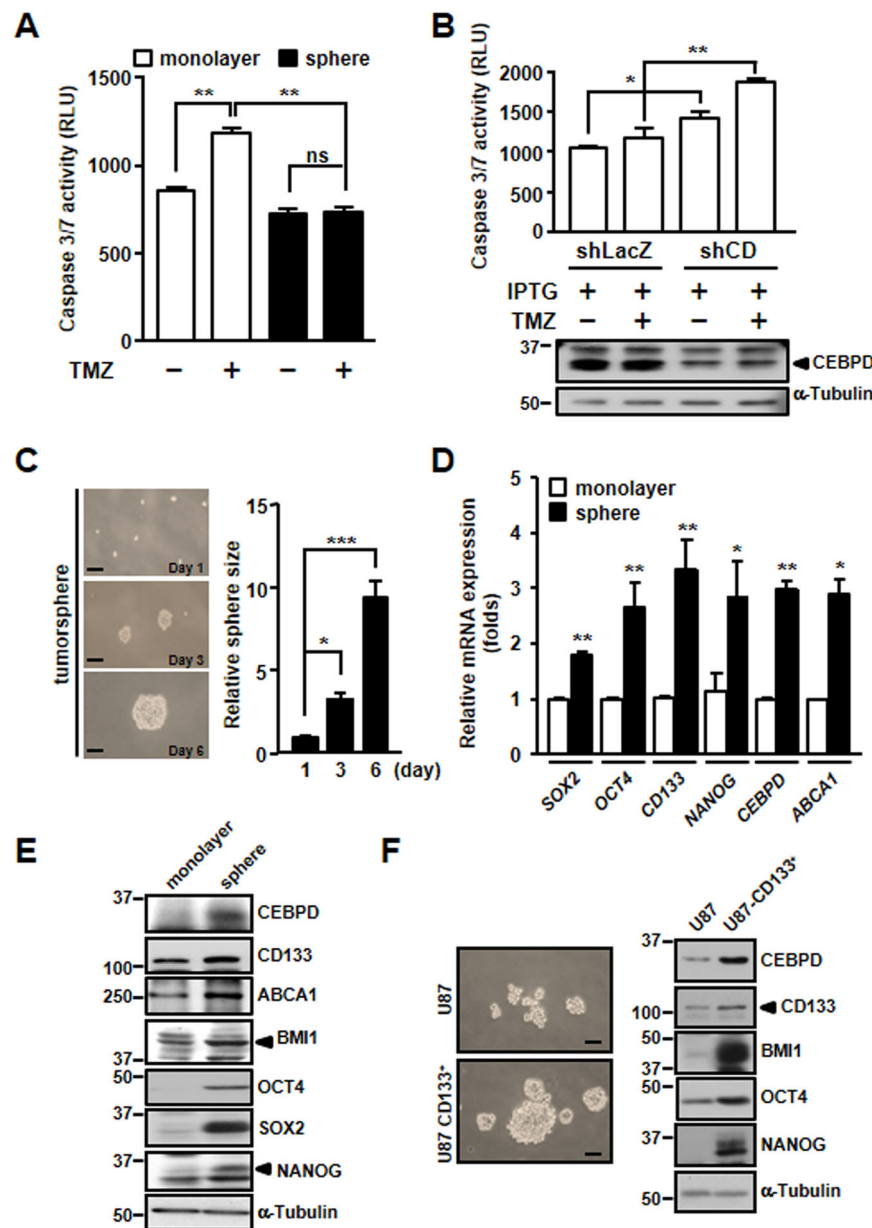 A
monolayer sphere
Caspase 3/7 activity (RLU)
1500
1000
500
0
** **
ns
TMZ − + − +
B
Caspase 3/7 activity (RLU)
2000
1500
1000
500
0
* **
shLacZ shCD
IPTG + + + +
TMZ − + − +
37
CEBPD
α-Tubulin
50
C
tumorsphere
Day 1
Day 3
Day 6
Relative sphere size
15
10
5
0
***
*
1 3 6 (day)
D
monolayer
sphere
Relative mRNA expression
(folds)
5
4
3
2
1
0
** ** ** * ** *
SOX2 OCT4 CD133 NANOG CEBPD ABCA1
E
monolayer sphere
37
CEBPD
CD133
100
250 ABCA1
BMI1
37
50
OCT4
37
SOX2
37
NANOG
50 α-Tubulin
F
U87
U87 CD133+
U87 U87-CD133+
37
CEBPD
100 CD133
50
BMI1
37
50
OCT4
37
NANOG
50 α-Tubulin